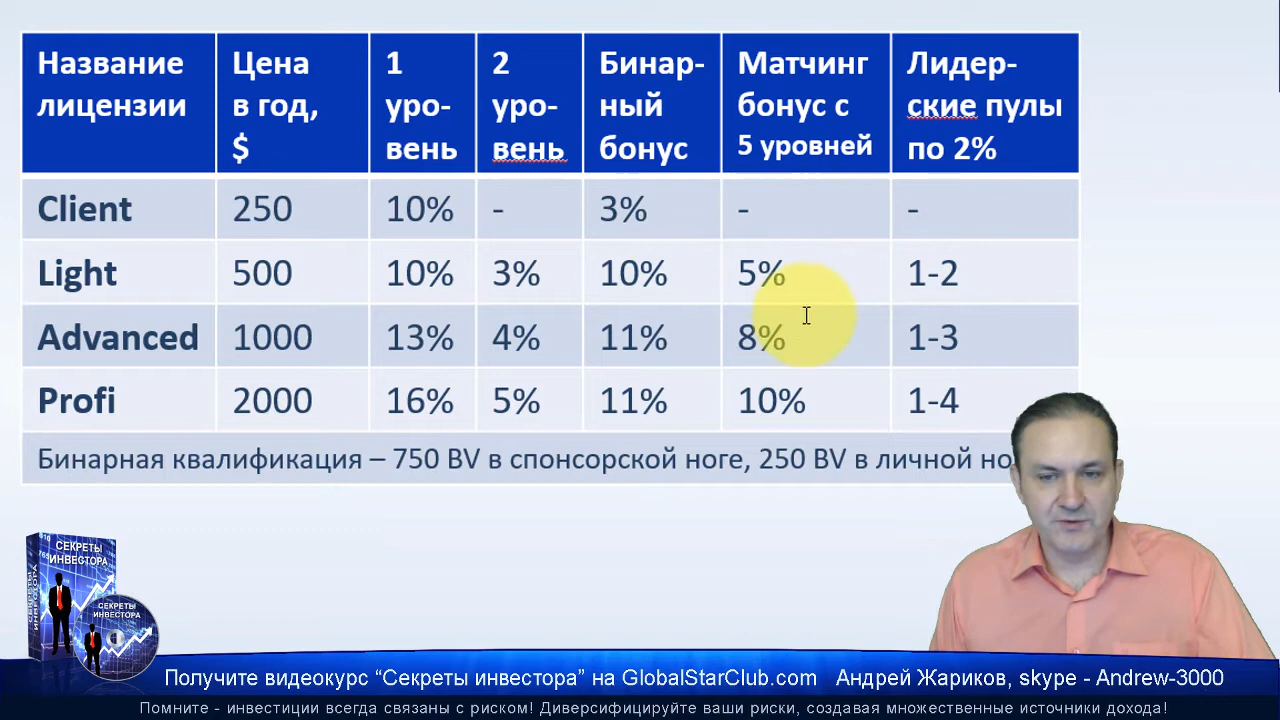 Название лицензии
Цена в год, $
1 уро-вень
2 уро-вень
Бинар-ный бонус
Матчинг бонус с 5 уровней
Лидер-ские пулы по 2%
Client 250 10% - 3% - -
Light 500 10% 3% 10% 5% 1-2
Advanced 1000 13% 4% 11% 8% 1-3
Profi 2000 16% 5% 11% 10% 1-4
Бинарная квалификация – 750 BV в спонсорской ноге, 250 BV в личной но
СЕКРЕТЫ
ИНВЕСТОРА
СЕКРЕТЫ
ИНВЕСТОРА
Получите видеокурс “Секреты инвестора” на GlobalStarClub.com Андрей Жариков, skype - Andrew-3000
Помните - инвестиции всегда связаны с риском! Диверсифицируйте ваши риски, создавая множественные источники дохода!